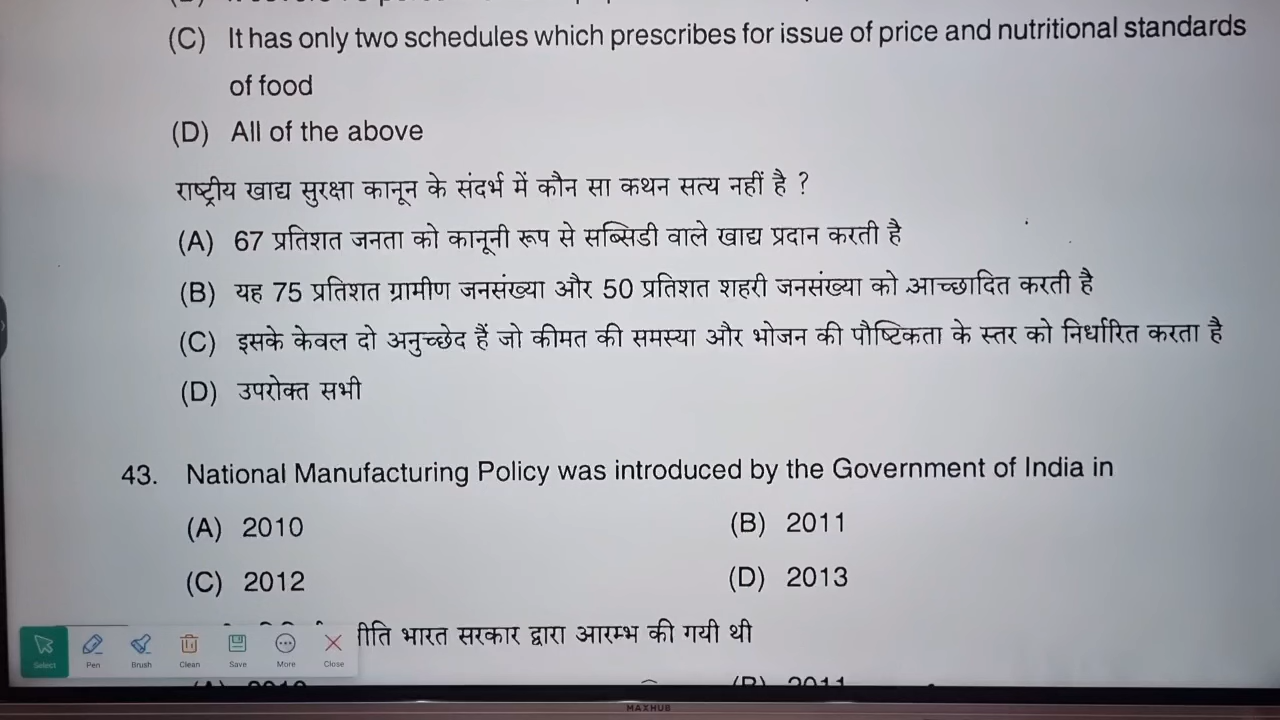 (C) It has only two schedules which prescribes for issue of price and nutritional standards
of food
(D) All of the above
राष्ट्रीय खाद्य सुरक्षा कानून के संदर्भ में कौन सा कथन सत्य नहीं है ?
(A) 67 प्रतिशत जनता को कानूनी रूप से सब्सिडी वाले खाद्य प्रदान करती है
(B) यह 75 प्रतिशत ग्रामीण जनसंख्या और 50 प्रतिशत शहरी जनसंख्या को आच्छादित करती है
(C) इसके केवल दो अनुच्छेद हैं जो कीमत की समस्या और भोजन की पौष्टिकता के स्तर को निर्धारित करता है
(D) उपरोक्त सभी
43. National Manufacturing Policy was introduced by the Government of India in
(A) 2010 (B) 2011
(C) 2012 (D) 2013
भारत सरकार द्वारा आरम्भ की गयी थी
Select Pen Brush Clean Save More Close
MAXHUB